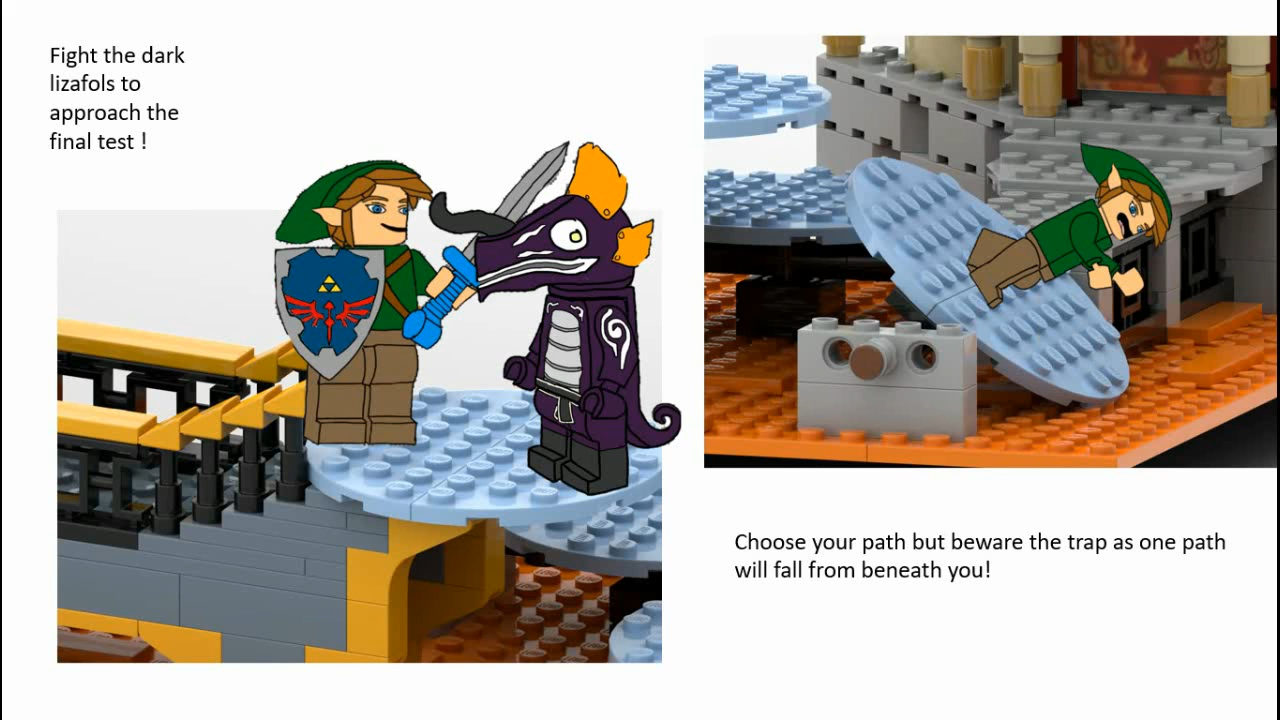 Fight the dark
lizafols to
approach the
final test !
Choose your path but beware the trap as one path
will fall from beneath you!